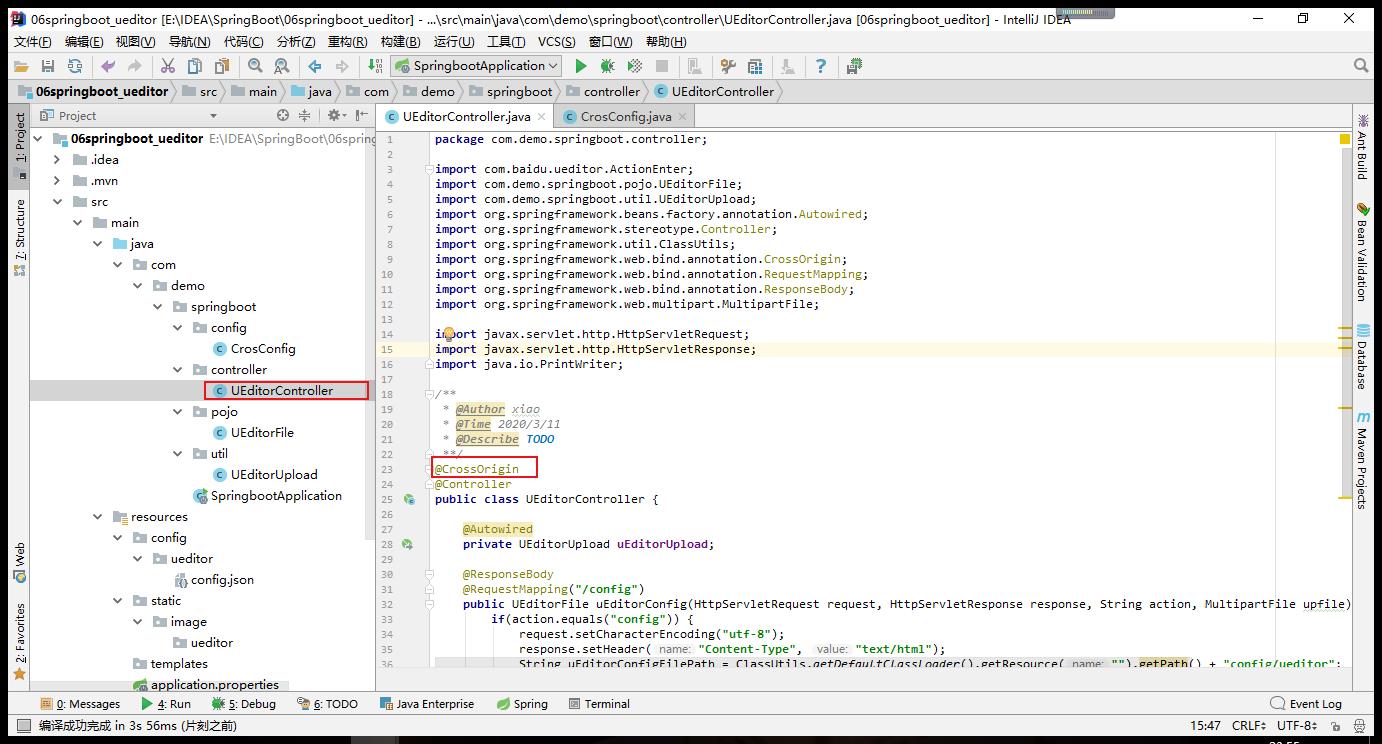 06springboot_ueditor [E:\IDEA\SpringBoot\06springboot_ueditor] - ...\src\main\java\com\demo\springboot\controller\UEditorController.java [06springboot_ueditor] - IntelliJ IDEA
文件(F) 编辑(E) 视图(V) 导航(N) 代码(C) 分析(Z) 重构(R) 构建(B) 运行(U) 工具(T) VCS(S) 窗口(W) 帮助(H)
SpringbootApplication
06springboot_ueditor src main java com demo springboot controller UEditorController
Project
UEditorController.java CrosConfig.java
1: Project
7: Structure
Web
2: Favorites
06springboot_ueditor E:\IDEA\SpringBoot\06spring
.idea
.mvn
src
main
java
com
demo
springboot
config
CrosConfig
controller
UEditorController
pojo
UEditorFile
util
UEditorUpload
SpringbootApplication
resources
config
ueditor
config.json
static
image
ueditor
templates
application.properties
1 package com.demo.springboot.controller;
2
3 import com.baidu.ueditor.ActionEnter;
4 import com.demo.springboot.pojo.UEditorFile;
5 import com.demo.springboot.util.UEditorUpload;
6 import org.springframework.beans.factory.annotation.Autowired;
7 import org.springframework.stereotype.Controller;
8 import org.springframework.util.ClassUtils;
9 import org.springframework.web.bind.annotation.CrossOrigin;
10 import org.springframework.web.bind.annotation.RequestMapping;
11 import org.springframework.web.bind.annotation.ResponseBody;
12 import org.springframework.web.multipart.MultipartFile;
13
14 import javax.servlet.http.HttpServletRequest;
15 import javax.servlet.http.HttpServletResponse;
16 import java.io.PrintWriter;
17
18 /**
19 * @Author xiao
20 * @Time 2020/3/11
21 * @Describe TODO
22 **/
23 @CrossOrigin
24 @Controller
25 public class UEditorController {
26
27 @Autowired
28 private UEditorUpload uEditorUpload;
29
30 @ResponseBody
31 @RequestMapping("/config")
32 public UEditorFile uEditorConfig(HttpServletRequest request, HttpServletResponse response, String action, MultipartFile upfile)
33 if(action.equals("config")) {
34 request.setCharacterEncoding("utf-8");
35 response.setHeader( name: "Content-Type", value: "text/html");
36 String uEditorConfigFilePath = ClassUtils.getDefaultClassLoader().getResource( name: "").getPath() + "config/ueditor";
Ant Build
Bean Validation
Database
Maven Projects
0: Messages 4: Run 5: Debug 6: TODO Java Enterprise Spring Terminal Event Log
编译成功完成 in 3s 56ms (片刻之前) 15:47 CRLF UTF-8